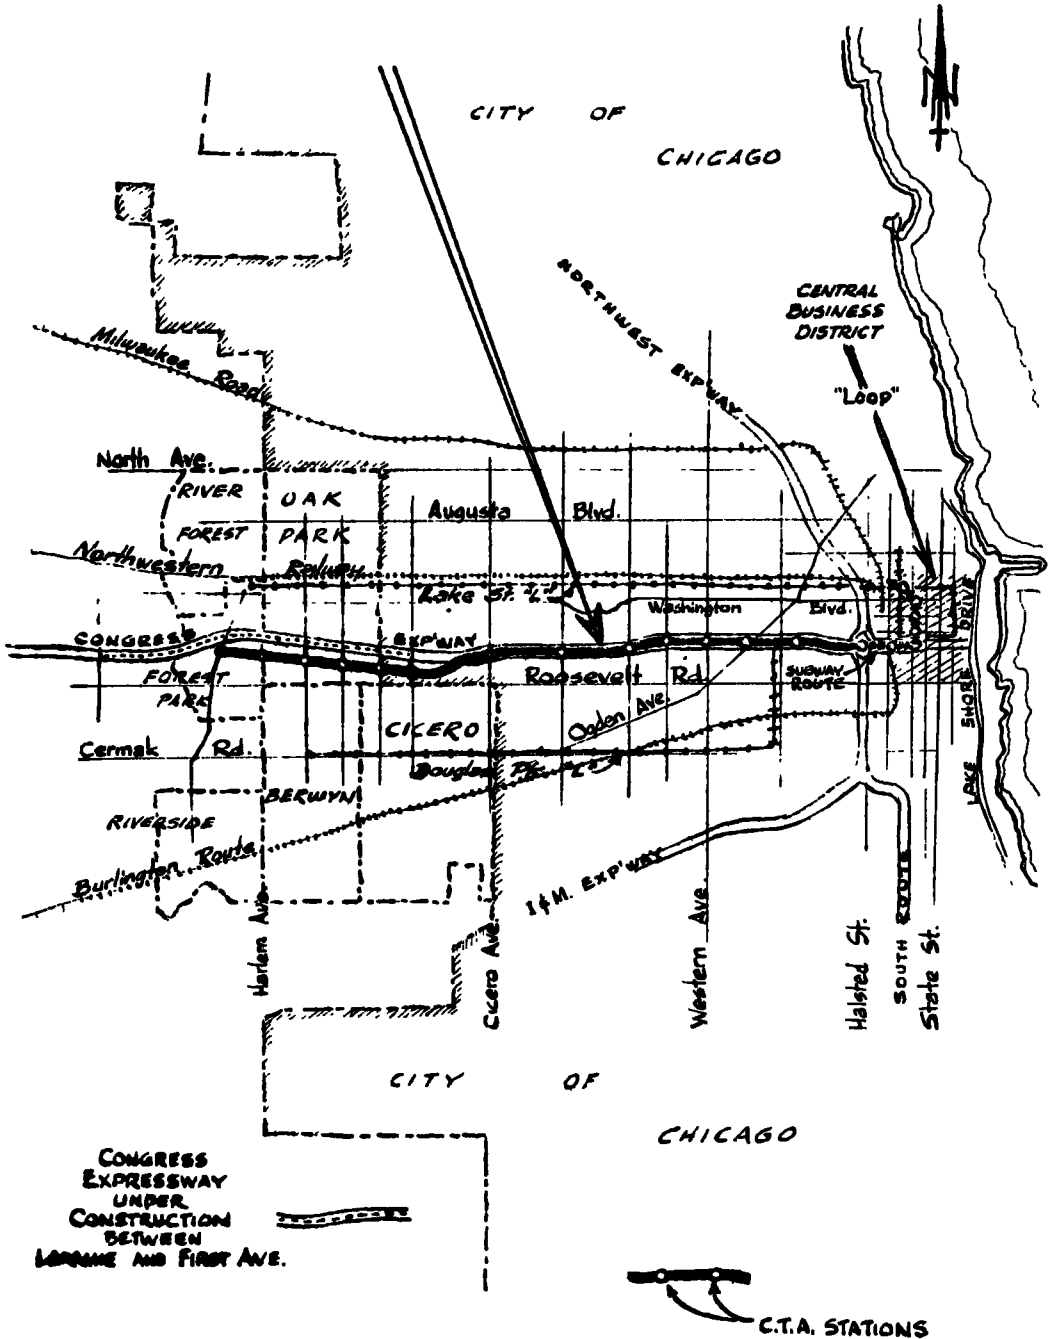 CITY OF
CHICAGO
N
NORTHWEST EXP'WAY
CENTRAL
BUSINESS
DISTRICT
"LOOP"
Milwaukee Road
North Ave.
RIVER
FOREST
OAK
PARK
Augusta Blvd.
Northwestern
Lake St. "L"
Washington Blvd.
CONGRESS EXP'WAY
FOREST
PARK
Roosevelt Rd.
SUBWAY
ROUTE
LAKE SHORE DRIVE
Ogden Ave.
CICERO
Cermak Rd.
Douglas
BERWYN
RIVERSIDE
Burlington Route
I & M. EXP'WAY
Harlem Ave.
Cicero Ave.
Western Ave.
Halsted St.
SOUTH ROUTE
State St.
CITY OF
CHICAGO
CONGRESS
EXPRESSWAY
UNDER
CONSTRUCTION
BETWEEN
AND FIRST AVE.
C.T.A. STATIONS